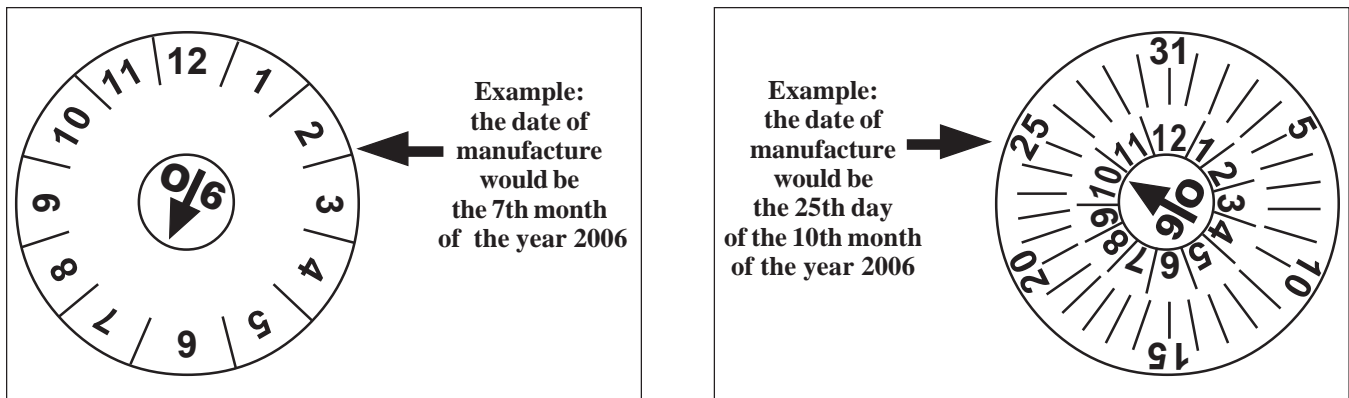 12
1
2
3
4
5
6
7
8
9
10
11
0/6
Example:
the date of
manufacture
would be
the 7th month
of the year 2006
Example:
the date of
manufacture
would be
the 25th day
of the 10th month
of the year 2006
31
5
10
15
20
25
12
1
2
3
4
5
6
7
8
9
10
11
0/6